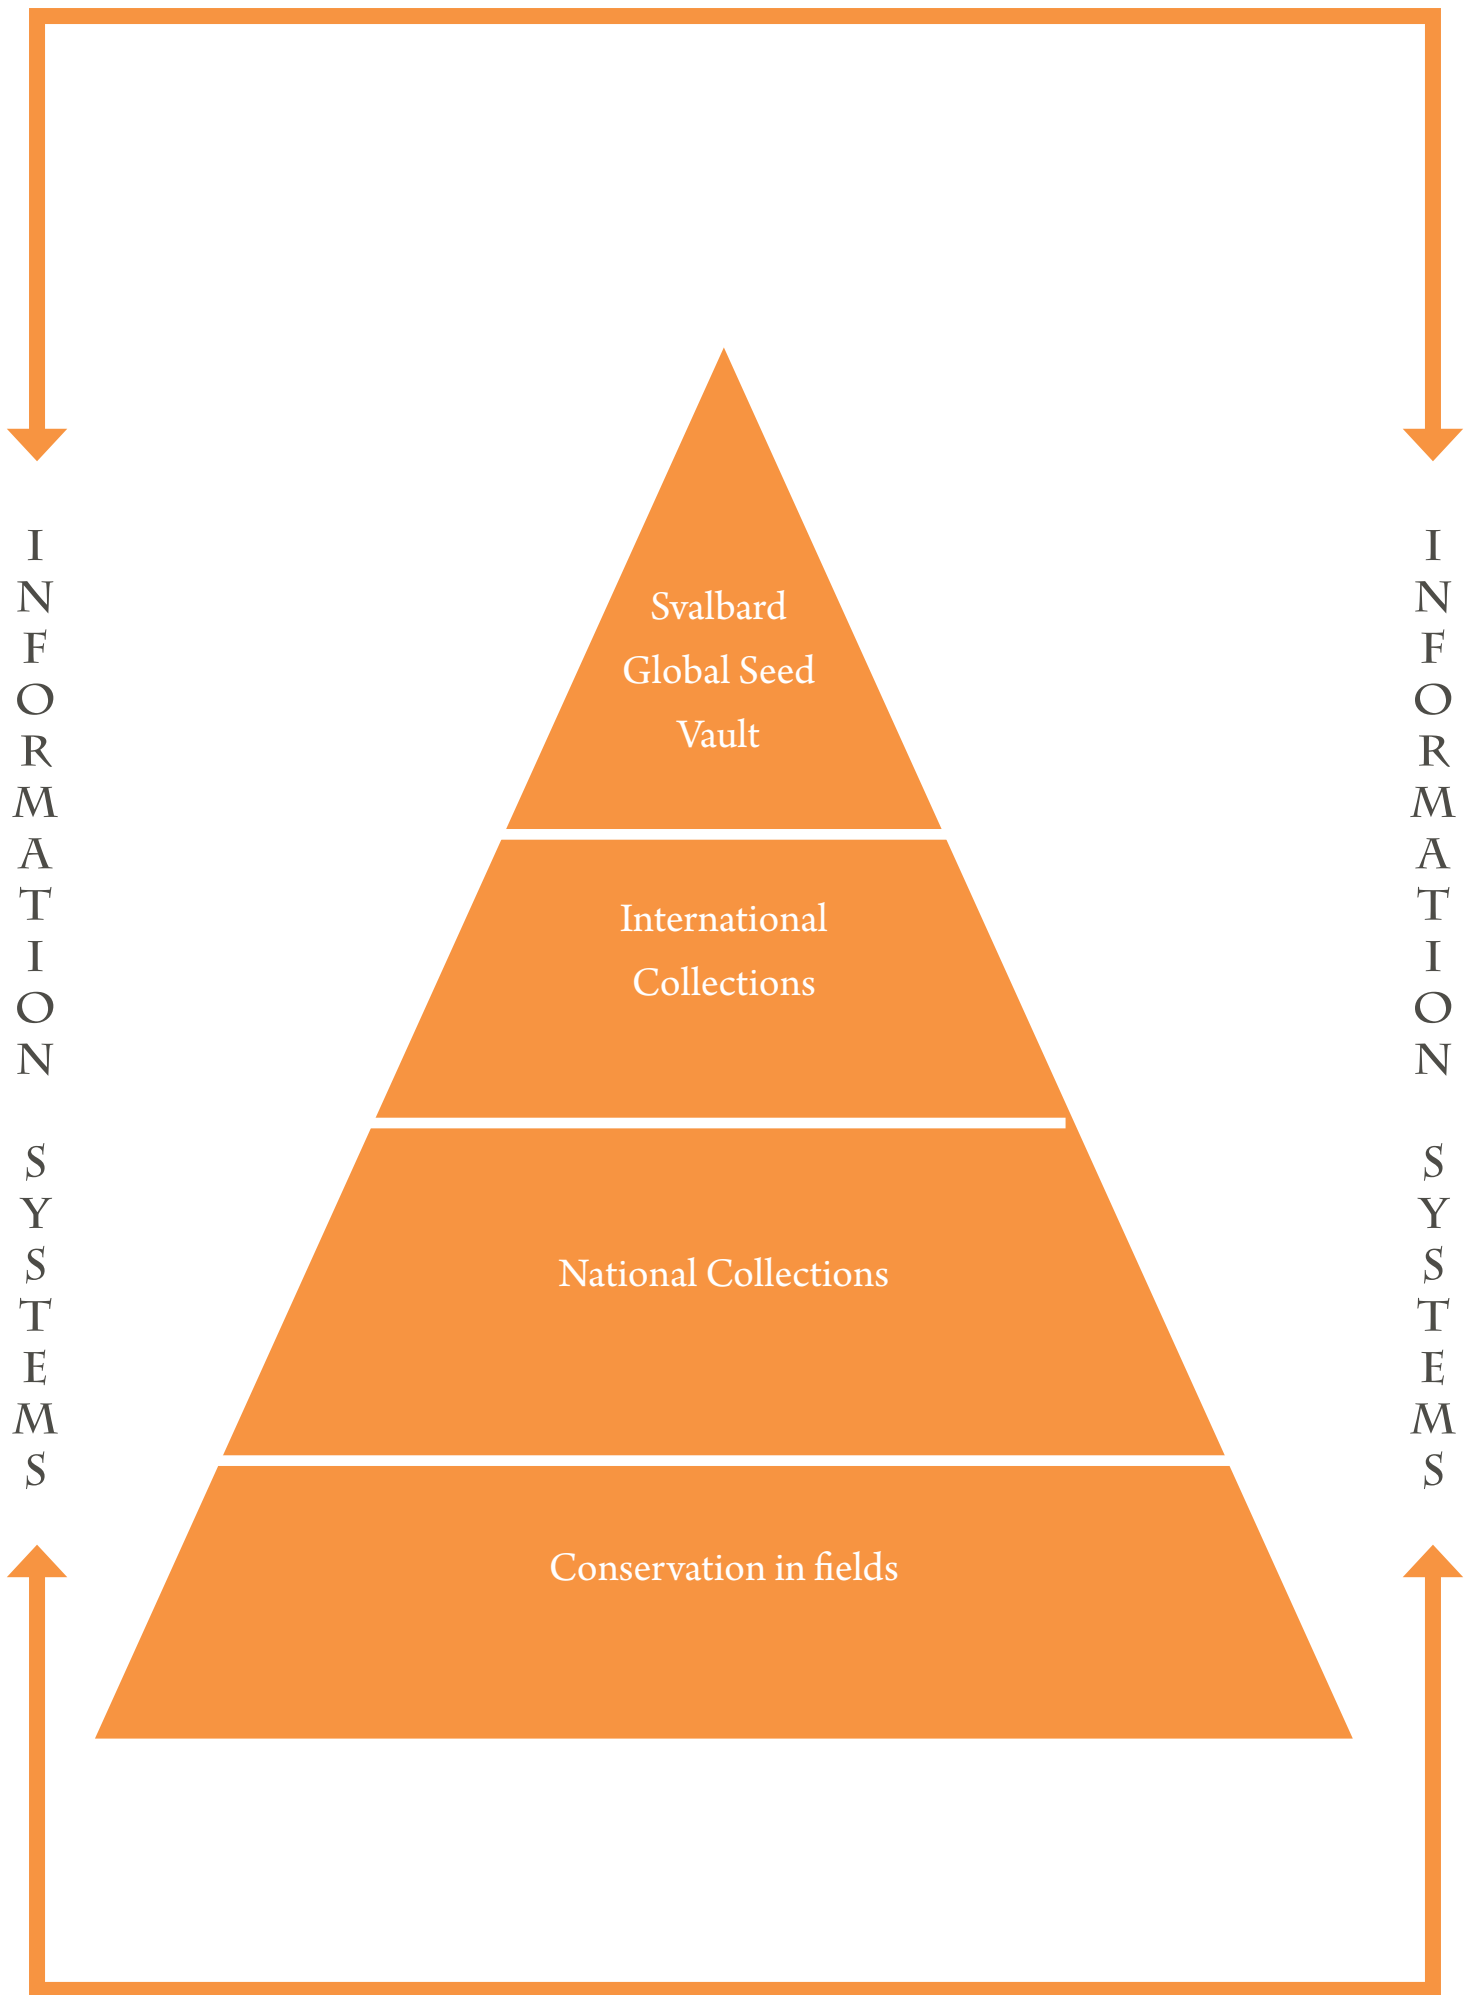 INFORMATION SYSTEMS
Svalbard
Global Seed
Vault
International
Collections
National Collections
Conservation in fields
INFORMATION SYSTEMS